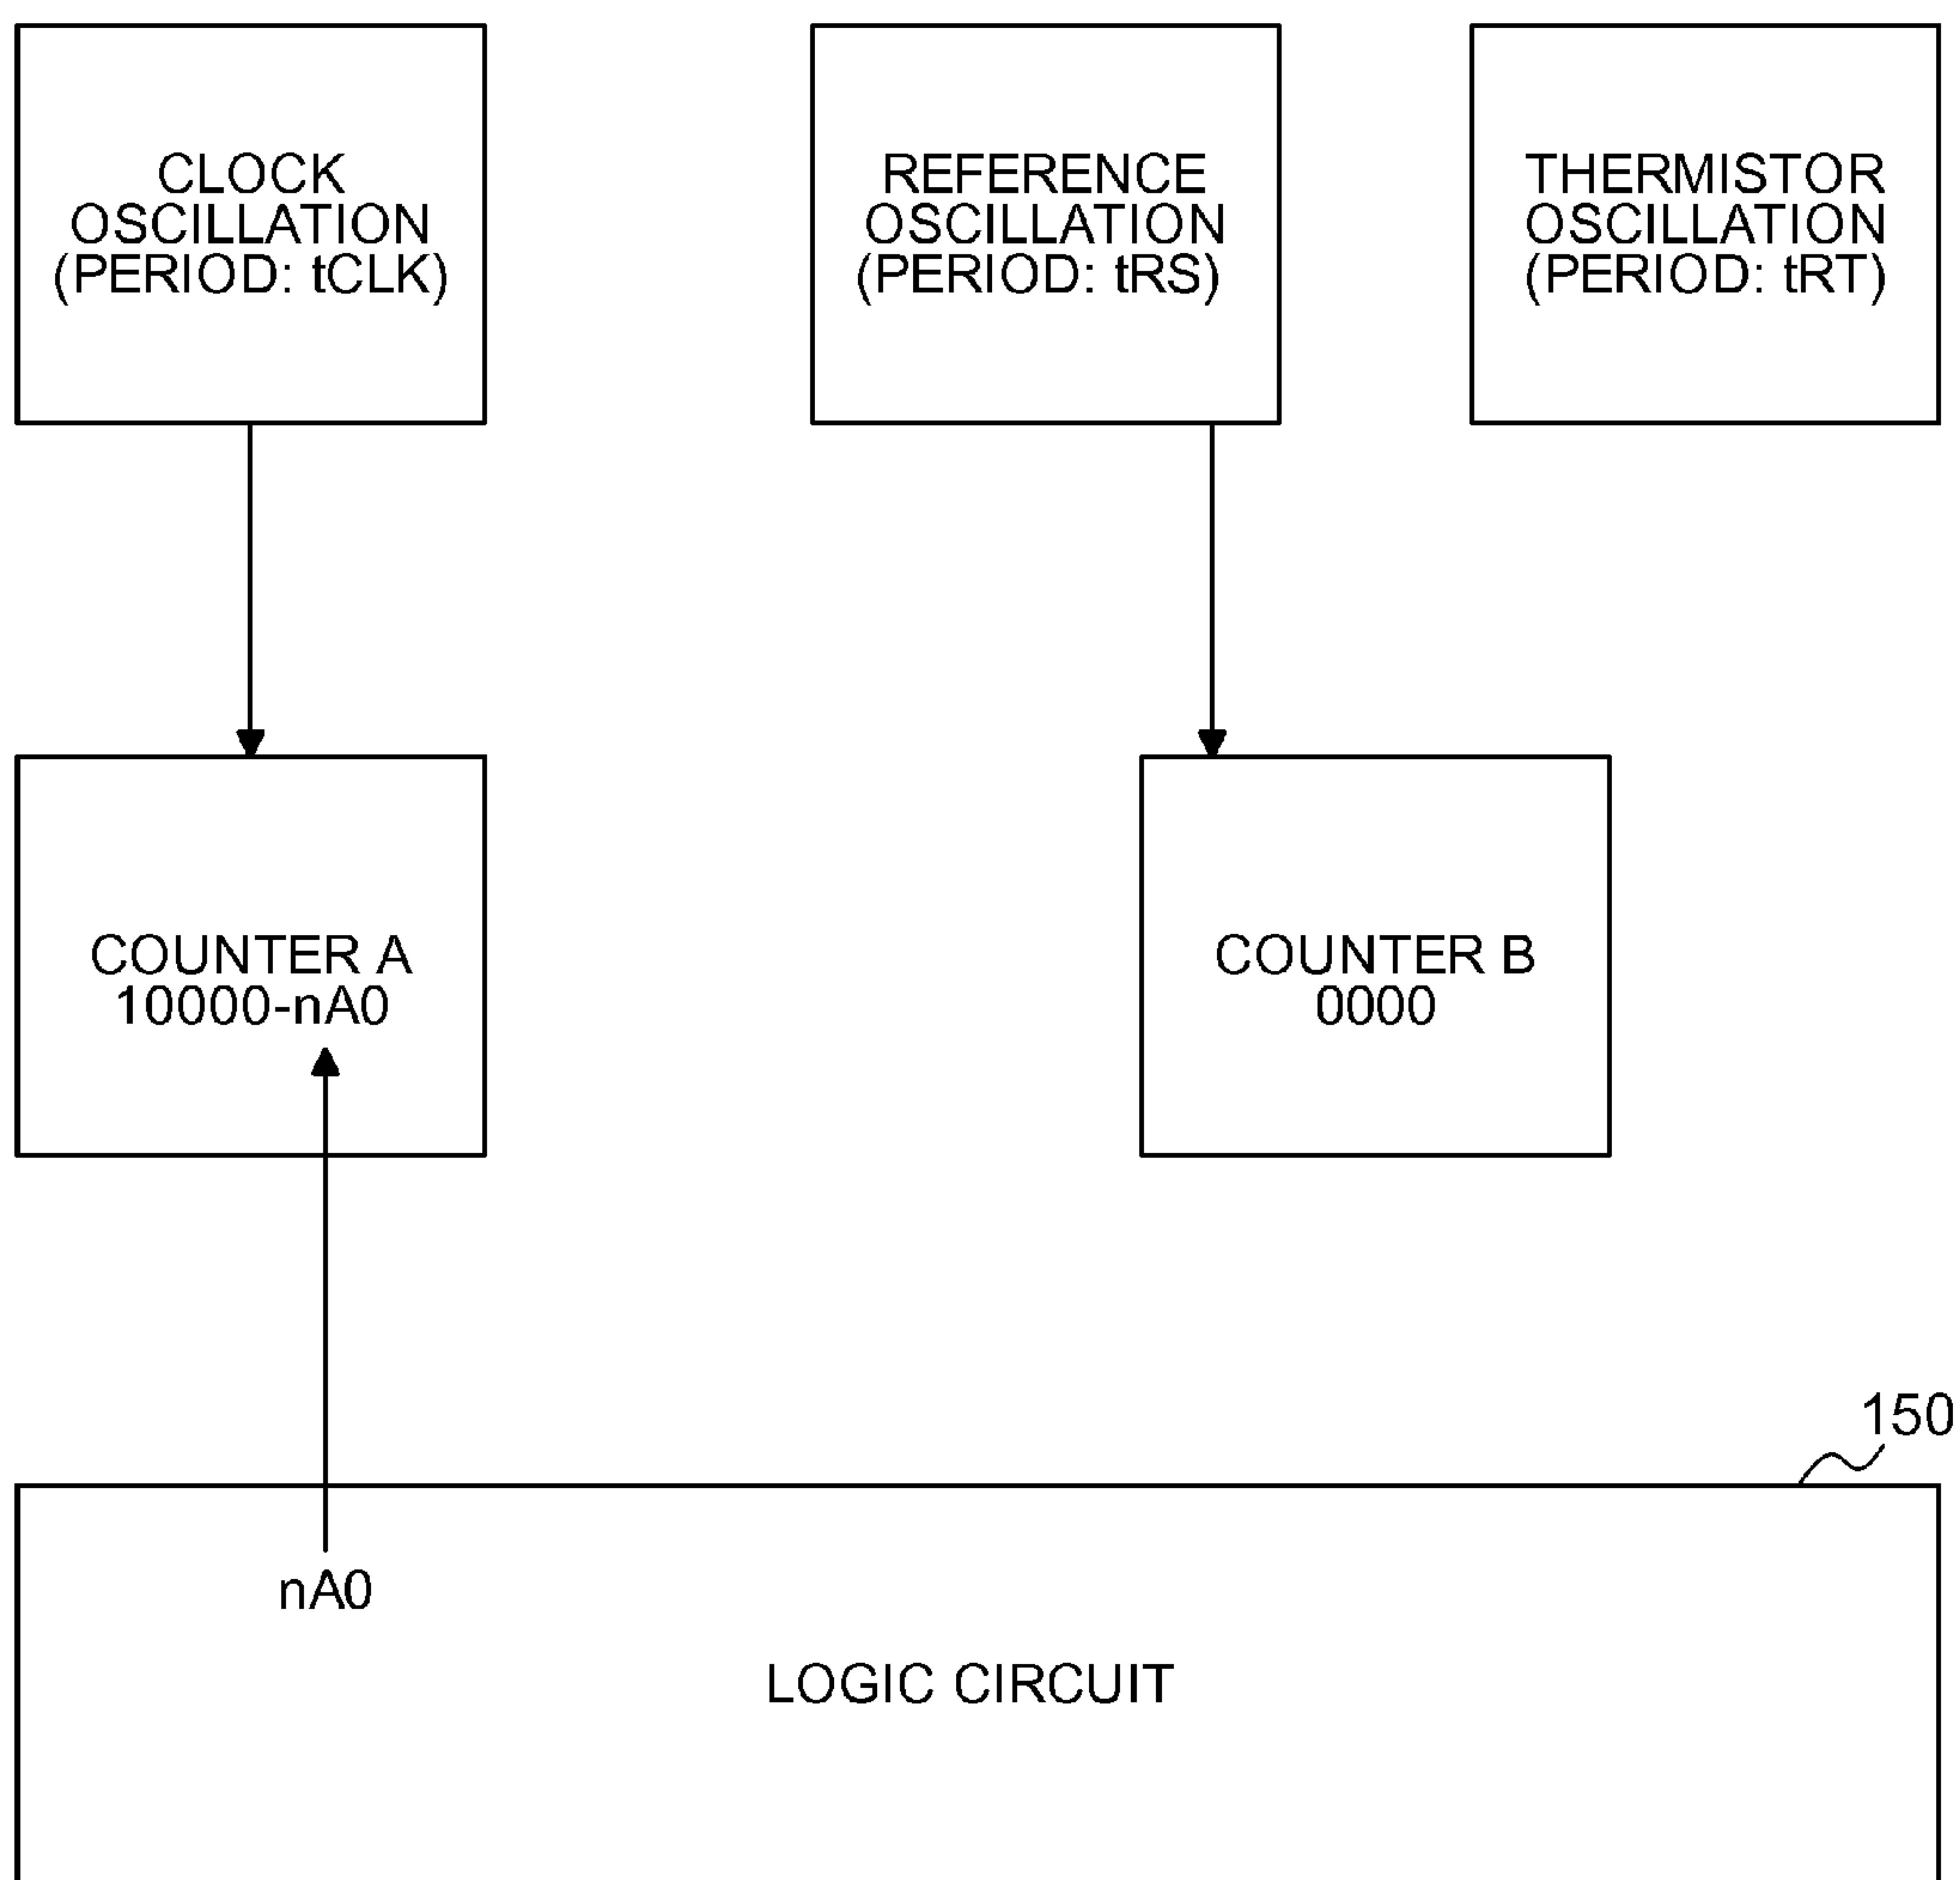 CLOCK
OSCILLATION
(PERIOD: tCLK)
REFERENCE
OSCILLATION
(PERIOD: tRS)
THERMISTOR
OSCILLATION
(PERIOD: tRT)
COUNTER A
10000-nA0
COUNTER B
0000
150
nA0
LOGIC CIRCUIT